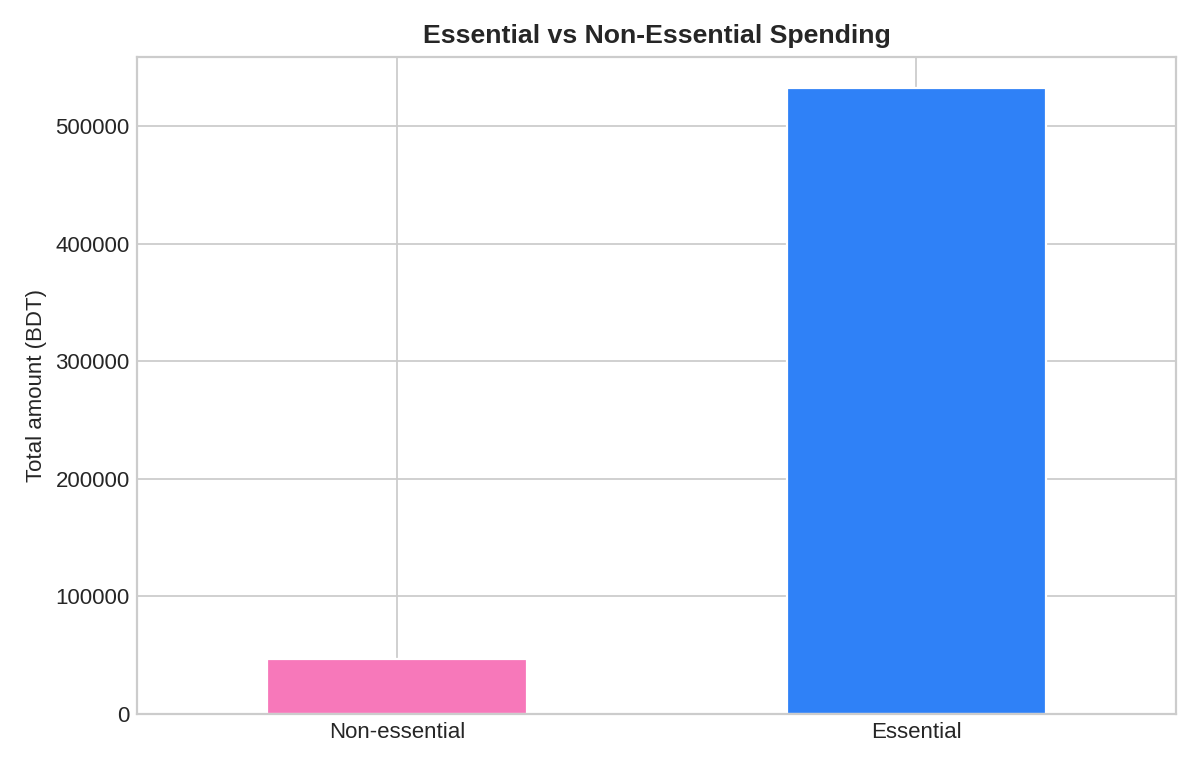 Essential vs Non-Essential Spending
Total amount (BDT)
500000
400000
300000
200000
100000
0
Non-essential
Essential